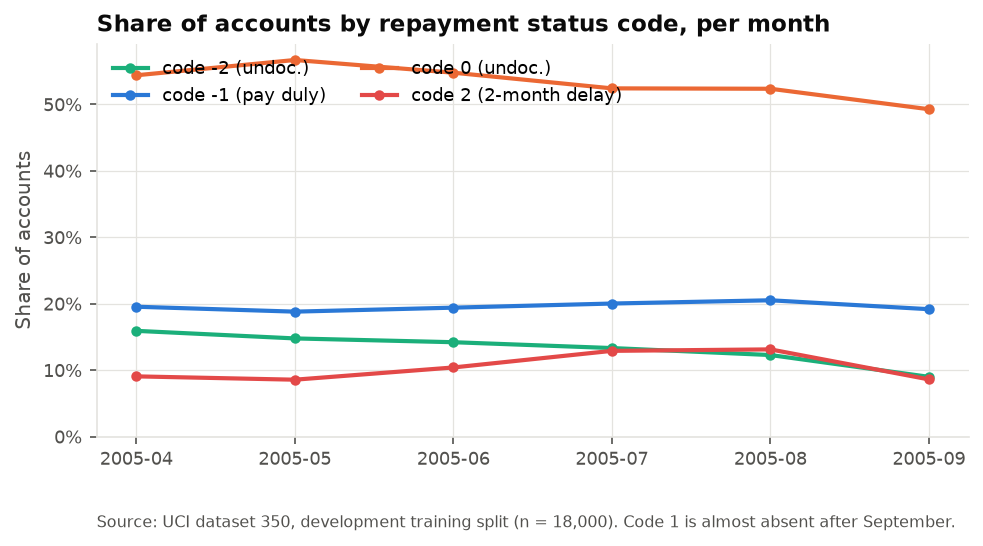 Share of accounts by repayment status code, per month
code -2 (undoc.) code 0 (undoc.)
code -1 (pay duly) code 2 (2-month delay)
Share of accounts
50%
40%
30%
20%
10%
0%
2005-04 2005-05 2005-06 2005-07 2005-08 2005-09
Source: UCI dataset 350, development training split (n = 18,000). Code 1 is almost absent after September.